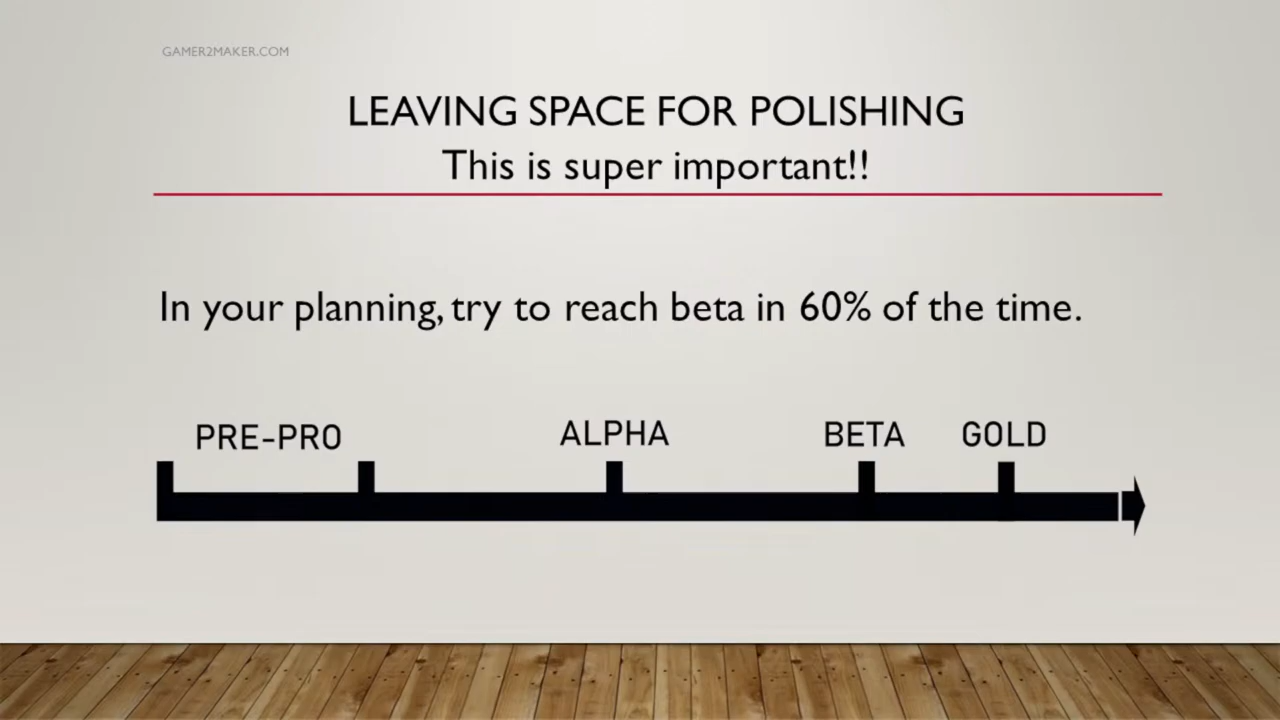 GAMER2MAKER.COM
LEAVING SPACE FOR POLISHING
This is super important!!
In your planning, try to reach beta in 60% of the time.
PRE-PRO ALPHA BETA GOLD